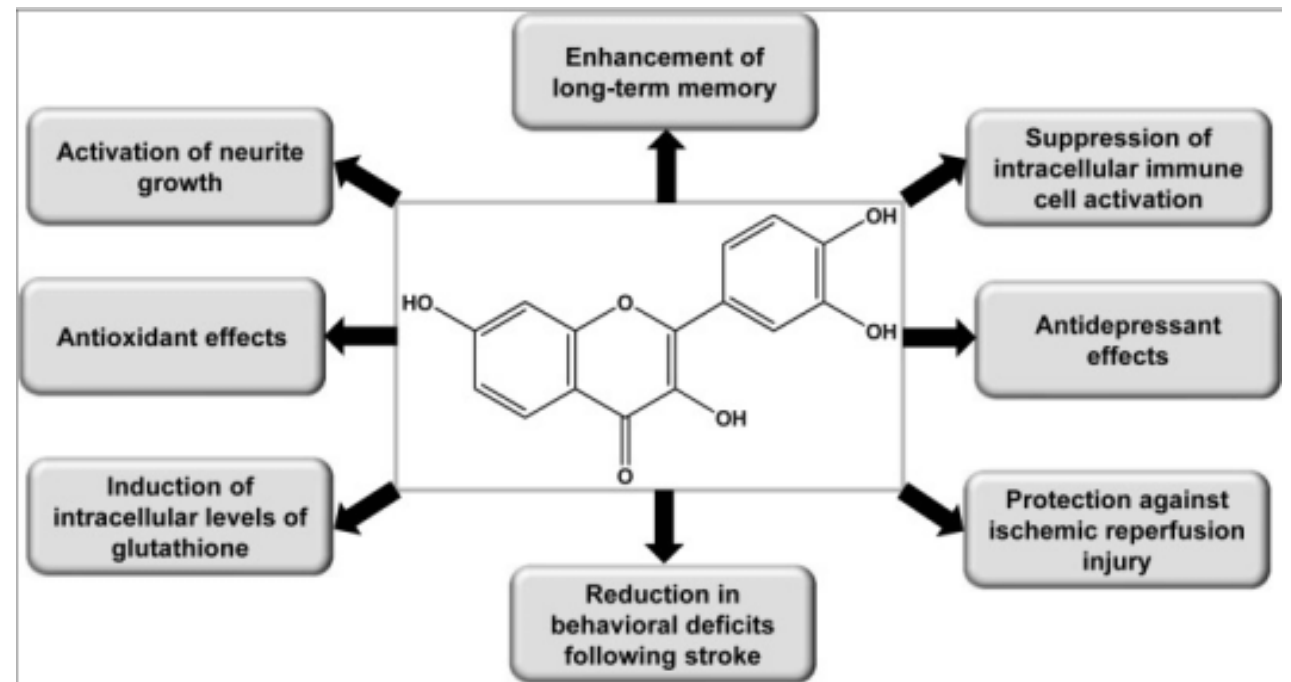 Enhancement of
long-term memory
Activation of neurite
growth
Suppression of
intracellular immune
cell activation
OH
HO
O
OH
OH
O
Antioxidant effects
Antidepressant
effects
Induction of
intracellular levels of
glutathione
Protection against
ischemic reperfusion
injury
Reduction in
behavioral deficits
following stroke